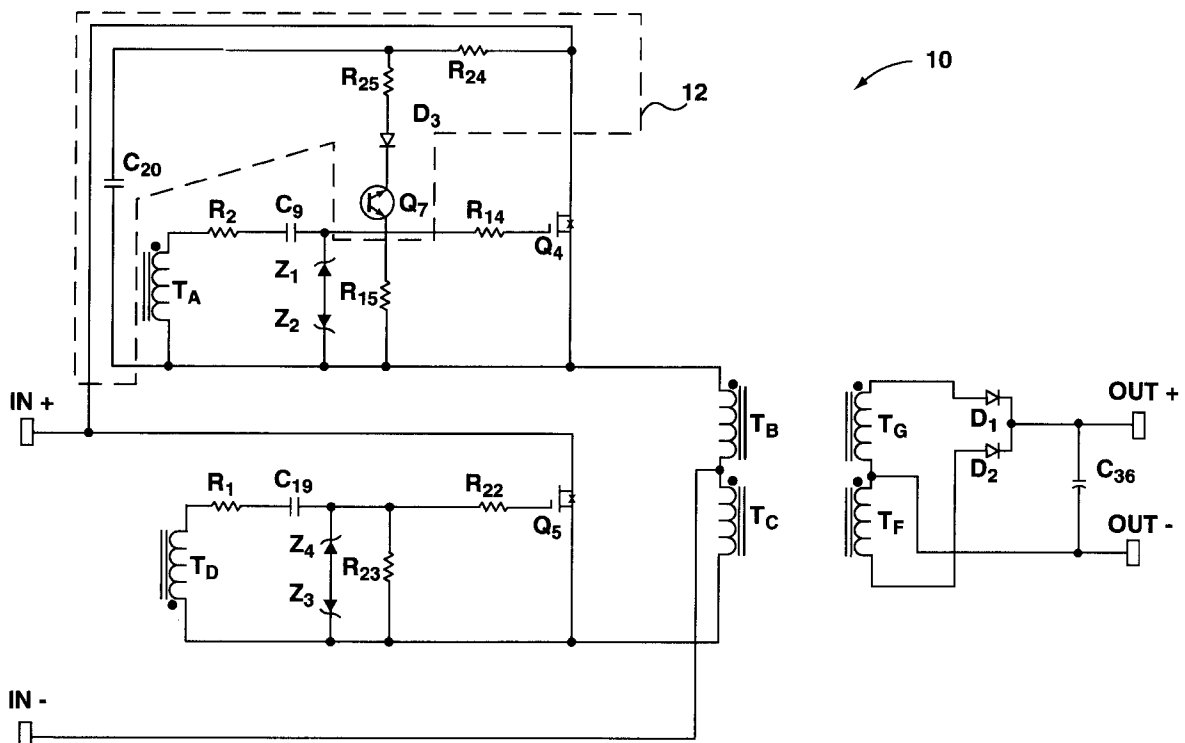 10
R24
R25
12
D3
C20
Q7
R2
C9
R14
Q4
Z1
TA
R15
Z2
IN +
OUT +
D1
TB
TG
D2
C36
R1
C19
R22
Q5
TC
TF
OUT -
Z4
TD
R23
Z3
IN -